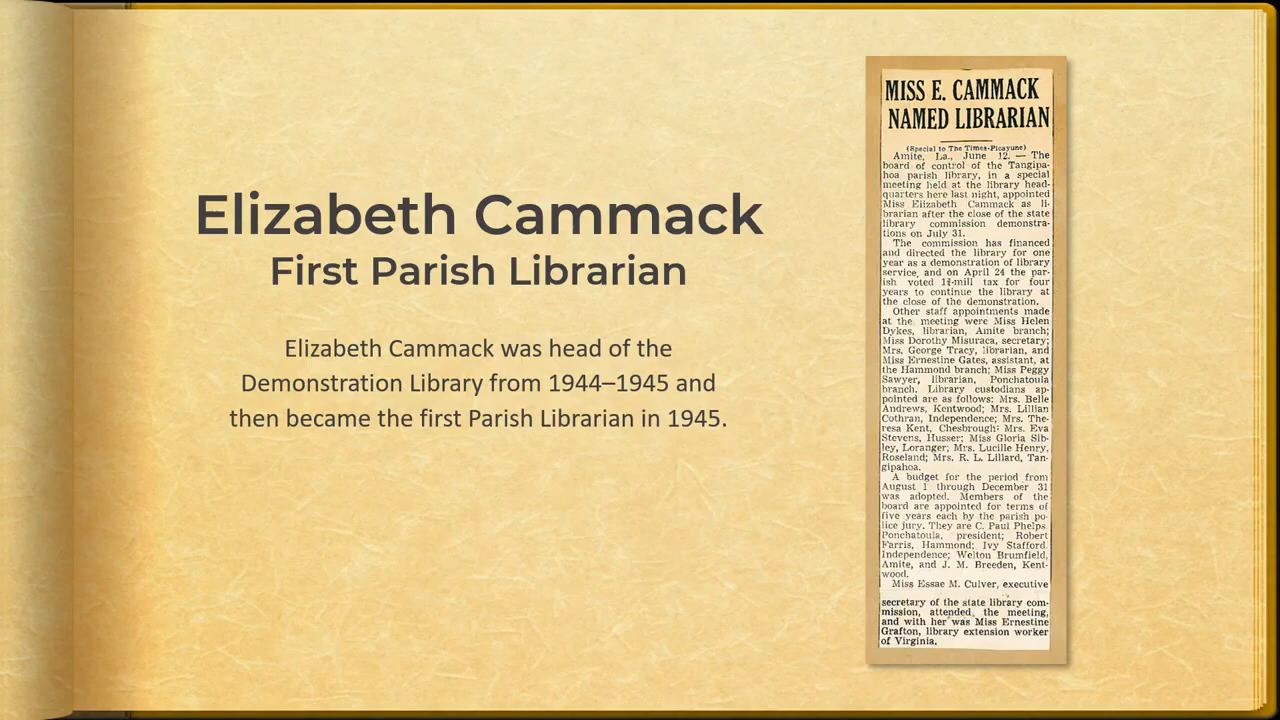 Elizabeth Cammack
First Parish Librarian
Elizabeth Cammack was head of the
Demonstration Library from 1944–1945 and
then became the first Parish Librarian in 1945.
MISS E. CAMMACK
NAMED LIBRARIAN
(Special to The Times-Picayune)
Amite, La., June 12. — The
board of control of the Tangipa-
hoa parish library, in a special
meeting held at the library head-
quarters here last night, appointed
Miss Elizabeth Cammack as li-
brarian after the close of the state
library commission demonstra-
tions on July 31.
The commission has financed
and directed the library for one
year as a demonstration of library
service, and on April 24 the par-
ish voted 1¾-mill tax for four
years to continue the library at
the close of the demonstration.
Other staff appointments made
at the meeting were Miss Helen
Dykes, librarian, Amite branch;
Miss Dorothy Misuraca, secretary;
Mrs. George Tracy, librarian, and
Miss Ernestine Gates, assistant, at
the Hammond branch; Miss Peggy
Sawyer, librarian, Ponchatoula
branch. Library custodians ap-
pointed are as follows: Mrs. Belle
Andrews, Kentwood; Mrs. Lillian
Cothran, Independence; Mrs. The-
resa Kent, Chesbrough; Mrs. Eva
Stevens, Husser; Miss Gloria Sib-
ley, Loranger; Mrs. Lucille Henry,
Roseland; Mrs. R. L. Lillard, Tan-
gipahoa.
A budget for the period from
August 1 through December 31
was adopted. Members of the
board are appointed for terms of
five years each by the parish po-
lice jury. They are C. Paul Phelps,
Ponchatoula, president; Robert
Farris, Hammond; Ivy Stafford,
Independence; Welton Brumfield,
Amite, and J. M. Breeden, Kent-
wood.
Miss Essae M. Culver, executive
secretary of the state library com-
mission, attended the meeting,
and with her was Miss Ernestine
Grafton, library extension worker
of Virginia.